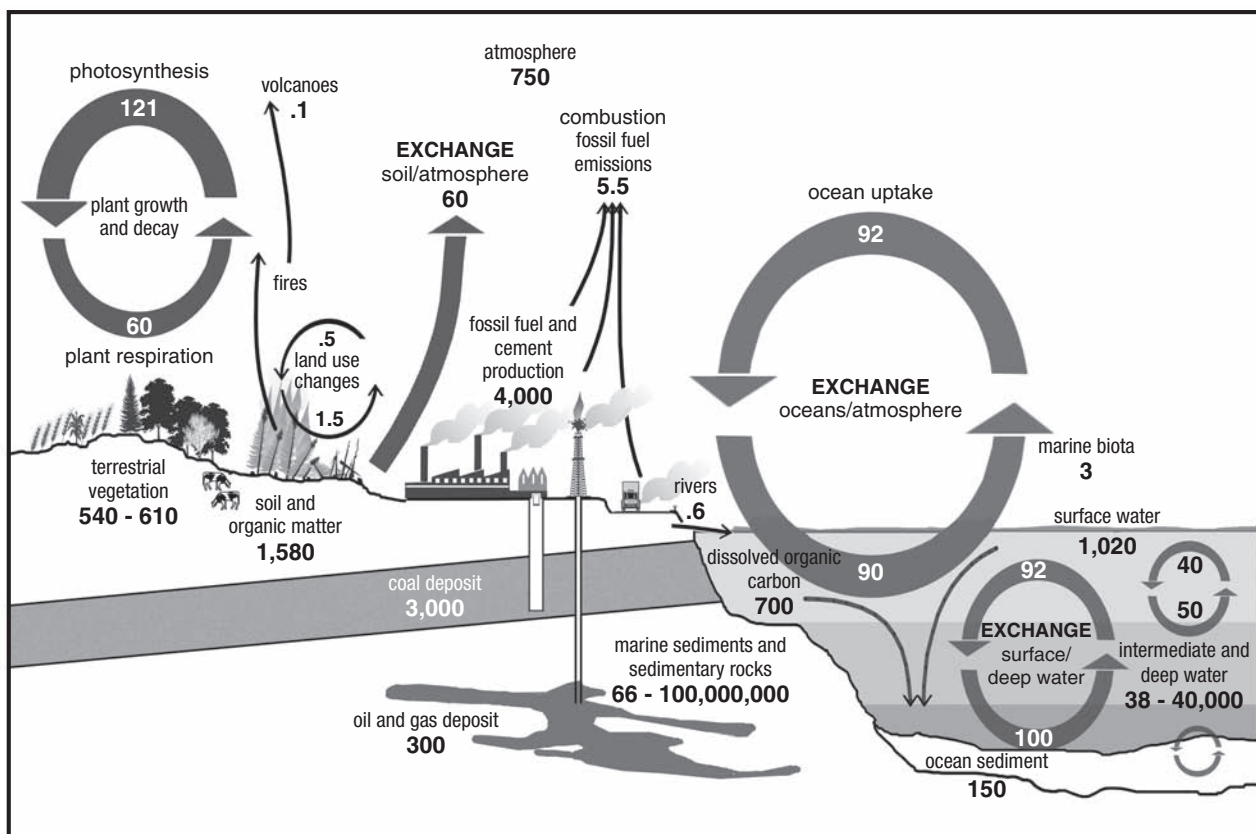 photosynthesis
121
plant growth
and decay
60
plant respiration
volcanoes
.1
fires
.5
land use
changes
1.5
EXCHANGE
soil/atmosphere
60
atmosphere
750
combustion
fossil fuel
emissions
5.5
fossil fuel and
cement
production
4,000
ocean uptake
92
EXCHANGE
oceans/atmosphere
90
marine biota
3
rivers
.6
surface water
1,020
terrestrial
vegetation
540 - 610
soil and
organic matter
1,580
coal deposit
3,000
dissolved organic
carbon
700
92
EXCHANGE
surface/
deep water
100
40
50
intermediate and
deep water
38 - 40,000
marine sediments and
sedimentary rocks
66 - 100,000,000
oil and gas deposit
300
ocean sediment
150